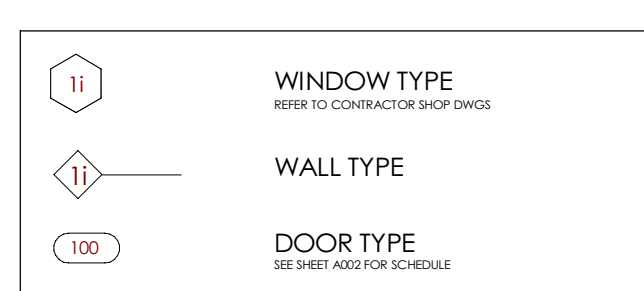 1i WINDOW TYPE
REFER TO CONTRACTOR SHOP DWGS
1i WALL TYPE
100 DOOR TYPE
SEE SHEET A002 FOR SCHEDULE